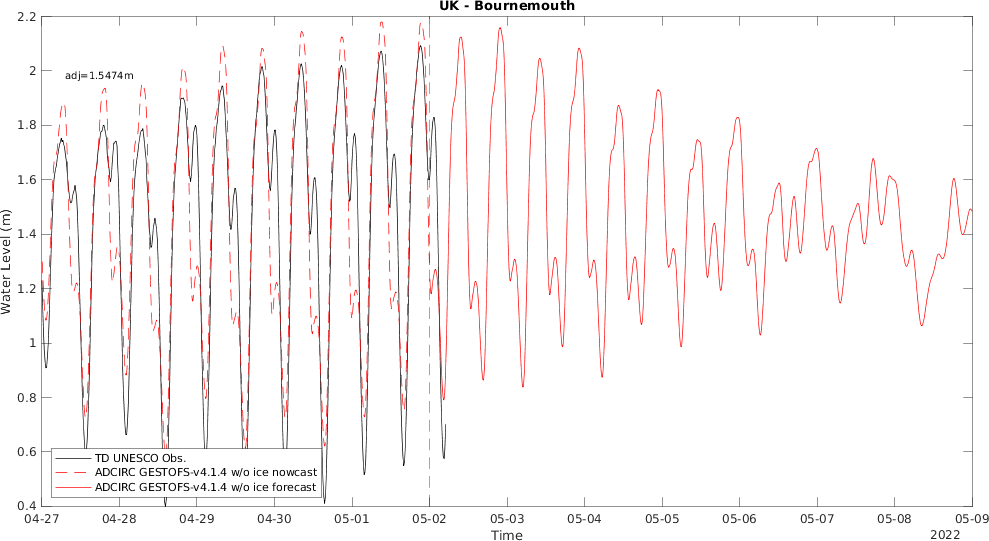 UK - Bournemouth
2.2
2
1.8
1.6
1.4
1.2
1
0.8
0.6
0.4
Water Level (m)
adj=1.5474m
TD UNESCO Obs.
ADCIRC GESTOFS-v4.1.4 w/o ice nowcast
ADCIRC GESTOFS-v4.1.4 w/o ice forecast
04-27 04-28 04-29 04-30 05-01 05-02 05-03 05-04 05-05 05-06 05-07 05-08 05-09
Time
2022